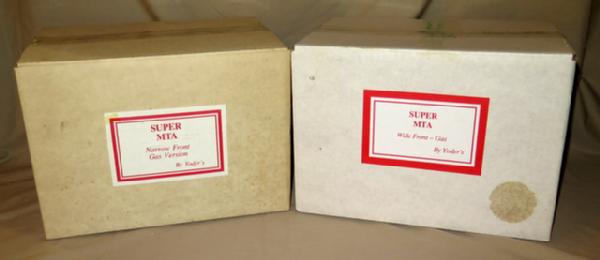 SUPER
MTA
Narrow Front
Gas Version
By Yoder's
SUPER
MTA
Wide Front - Gas
By Yoder's